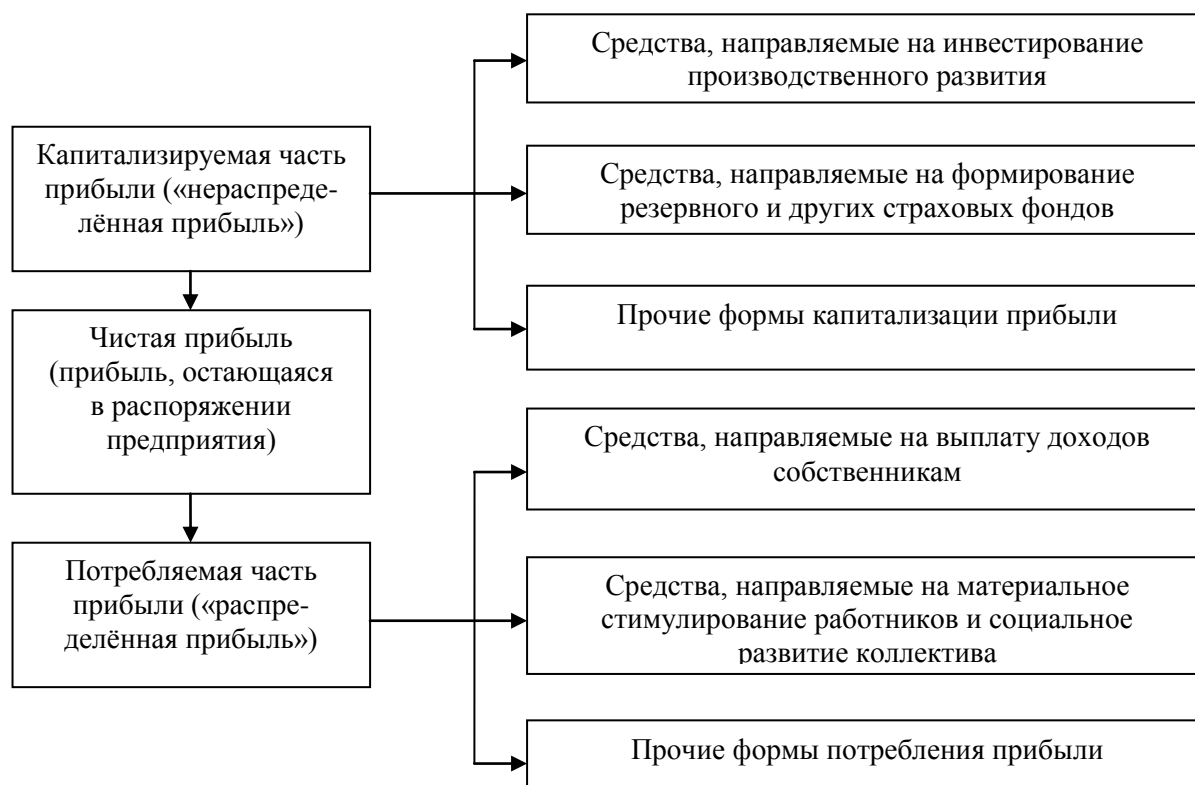 Средства, направляемые на инвестирование
производственного развития
Капитализируемая часть
прибыли («нераспреде-
лённая прибыль»)
Средства, направляемые на формирование
резервного и других страховых фондов
Прочие формы капитализации прибыли
Чистая прибыль
(прибыль, остающаяся
в распоряжении
предприятия)
Средства, направляемые на выплату доходов
собственникам
Потребляемая часть
прибыли («распре-
делённая прибыль»)
Средства, направляемые на материальное
стимулирование работников и социальное
развитие коллектива
Прочие формы потребления прибыли